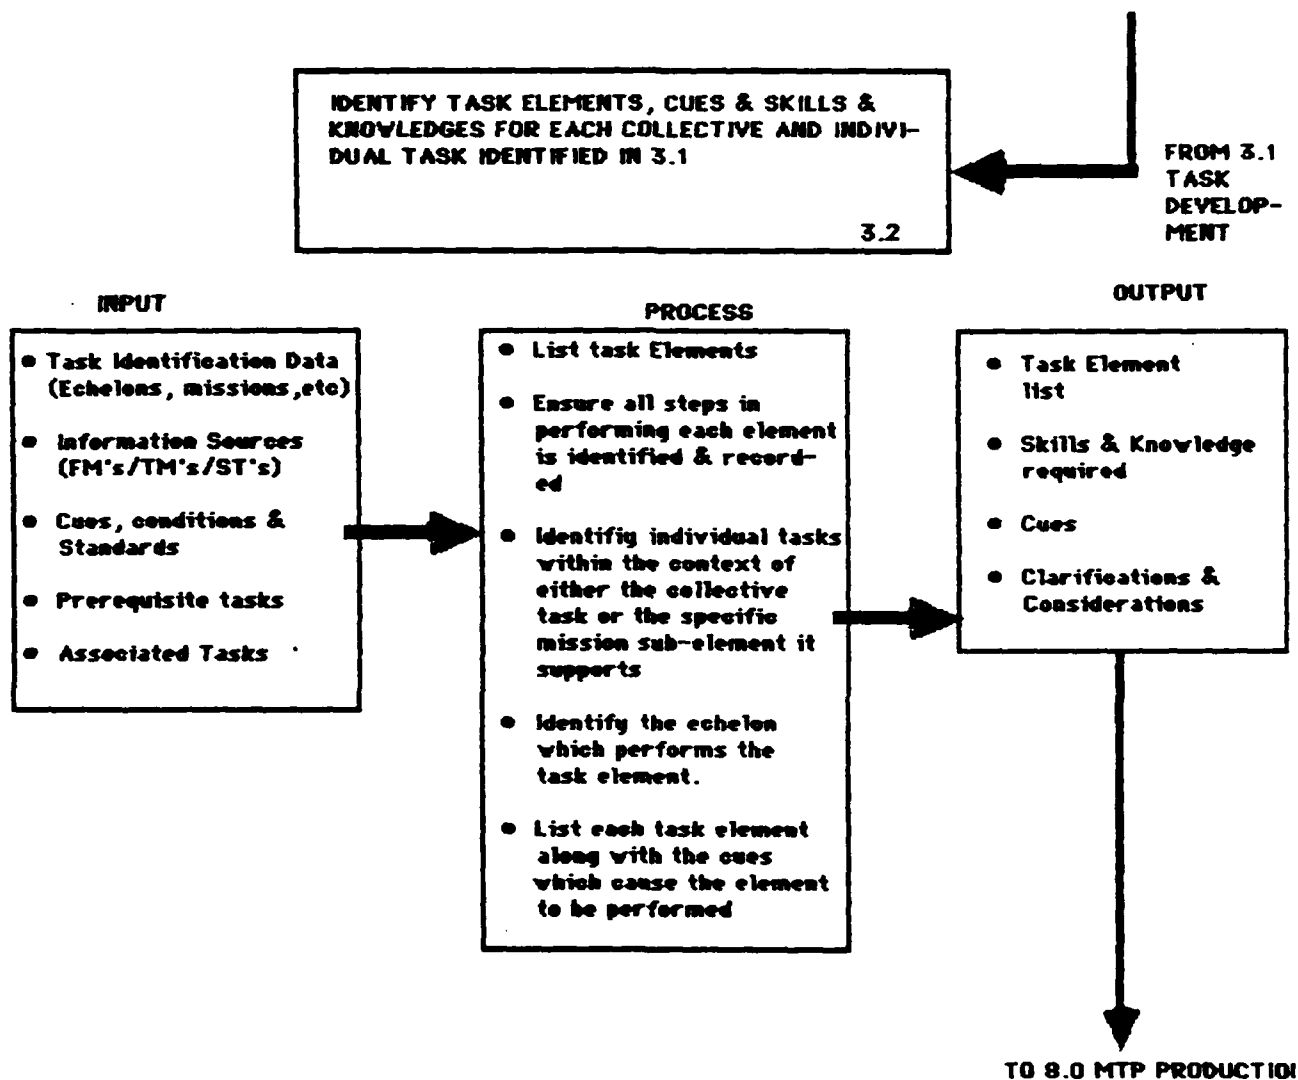 IDENTIFY TASK ELEMENTS, CUES & SKILLS &
KNOWLEDGES FOR EACH COLLECTIVE AND INDIVI-
DUAL TASK IDENTIFIED IN 3.1
3.2
FROM 3.1
TASK
DEVELOP-
MENT
INPUT
Task Identification Data
(Echelons, missions,etc)
Information Sources
(FM's/TM's/ST's)
Cues, conditions &
Standards
Prerequisite tasks
Associated Tasks
PROCESS
List task Elements
Ensure all steps in
performing each element
is identified & record-
ed
Identifiy individual tasks
within the context of
either the collective
task or the specific
mission sub-element it
supports
Identify the echelon
which performs the
task element.
List each task element
along with the cues
which cause the element
to be performed
OUTPUT
Task Element
list
Skills & Knowledge
required
Cues
Clarifications &
Considerations
TO 8.0 MTP PRODUCTION